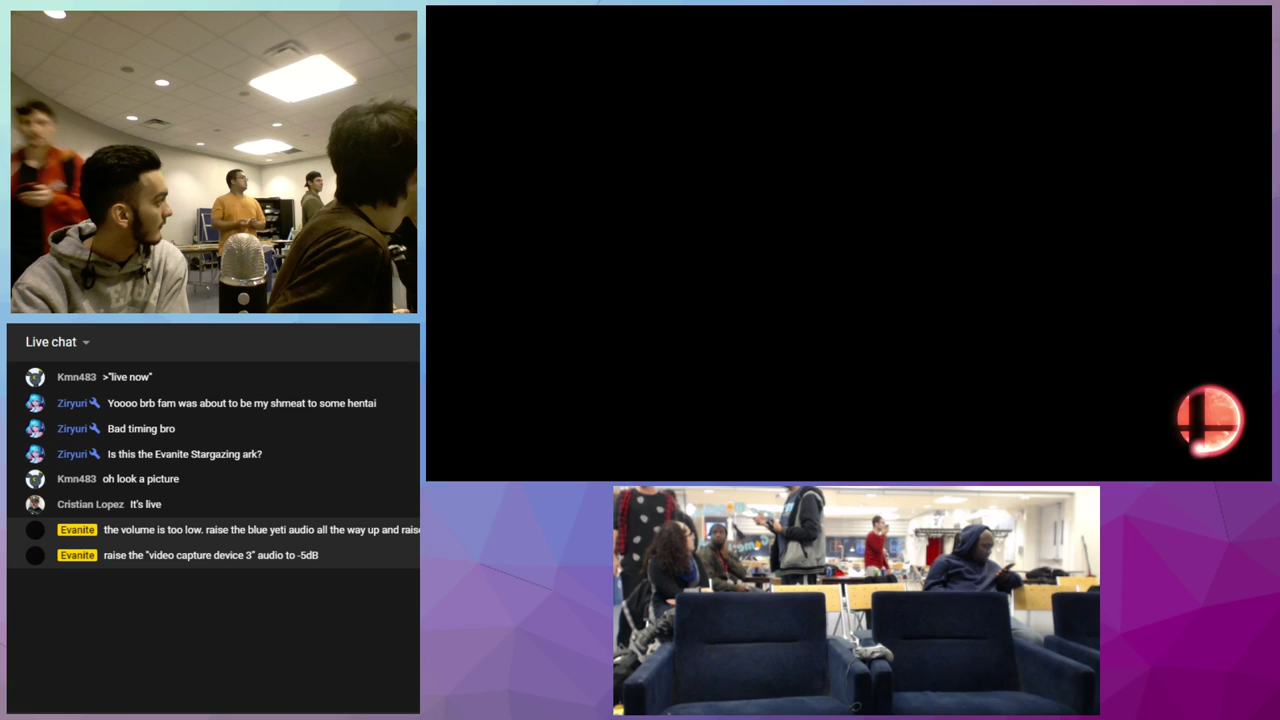 Live chat
Kmn483 >"live now"
Ziryuri Yoooo brb fam was about to be my shmeat to some hentai
Ziryuri Bad timing bro
Ziryuri Is this the Evanite Stargazing ark?
Kmn483 oh look a picture
Cristian Lopez It's live
Evanite the volume is too low. raise the blue yeti audio all the way up and raise
Evanite raise the "video capture device 3" audio to -5dB